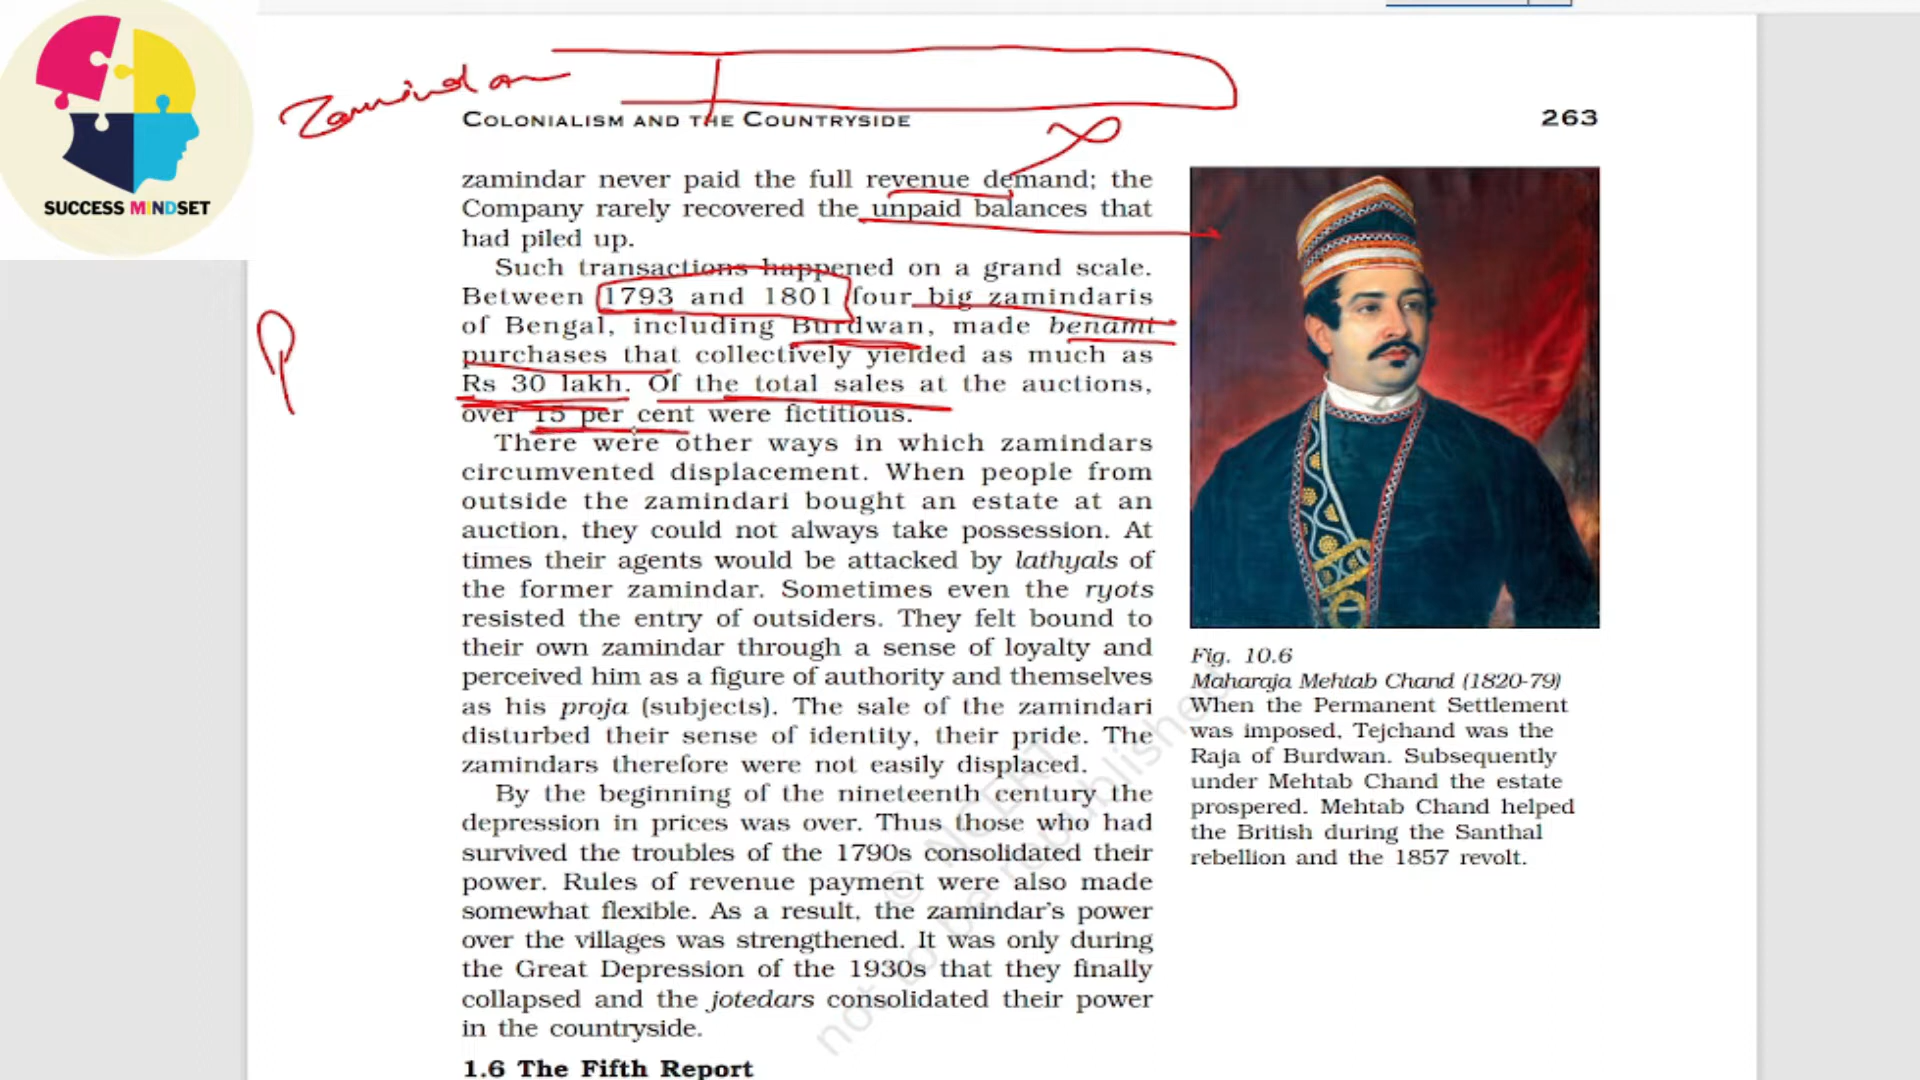 SUCCESS MINDSET
Zamindar
COLONIALISM AND THE COUNTRYSIDE
263
zamindar never paid the full revenue demand; the
Company rarely recovered the unpaid balances that
had piled up.
Such transactions happened on a grand scale.
Between 1793 and 1801 four big zamindaris
of Bengal, including Burdwan, made benami
purchases that collectively yielded as much as
Rs 30 lakh. Of the total sales at the auctions,
over 15 per cent were fictitious.
There were other ways in which zamindars
circumvented displacement. When people from
outside the zamindari bought an estate at an
auction, they could not always take possession. At
times their agents would be attacked by lathyals of
the former zamindar. Sometimes even the ryots
resisted the entry of outsiders. They felt bound to
their own zamindar through a sense of loyalty and
perceived him as a figure of authority and themselves
as his proja (subjects). The sale of the zamindari
disturbed their sense of identity, their pride. The
zamindars therefore were not easily displaced.
By the beginning of the nineteenth century the
depression in prices was over. Thus those who had
survived the troubles of the 1790s consolidated their
power. Rules of revenue payment were also made
somewhat flexible. As a result, the zamindar's power
over the villages was strengthened. It was only during
the Great Depression of the 1930s that they finally
collapsed and the jotedars consolidated their power
in the countryside.
1.6 The Fifth Report
Fig. 10.6
Maharaja Mehtab Chand (1820-79)
When the Permanent Settlement
was imposed, Tejchand was the
Raja of Burdwan. Subsequently
under Mehtab Chand the estate
prospered. Mehtab Chand helped
the British during the Santhal
rebellion and the 1857 revolt.
© NCERT
not to be republished